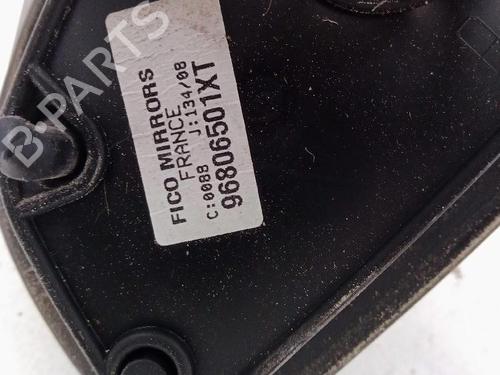 FICO MIRRORS
FRANCE
C:0088 J:134/08
96806501XT
B-PARTS